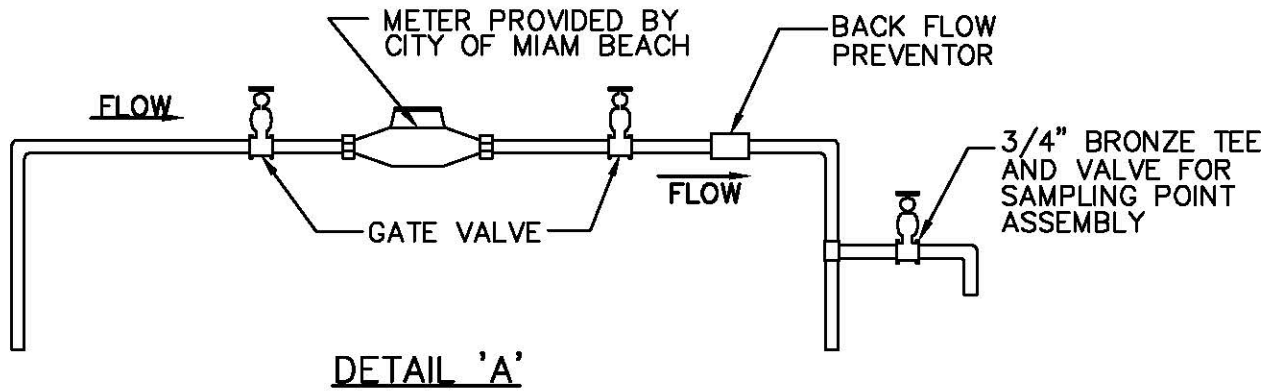 METER PROVIDED BY
CITY OF MIAM BEACH
BACK FLOW
PREVENTOR
FLOW
3/4" BRONZE TEE
AND VALVE FOR
SAMPLING POINT
ASSEMBLY
FLOW
GATE VALVE
DETAIL 'A'